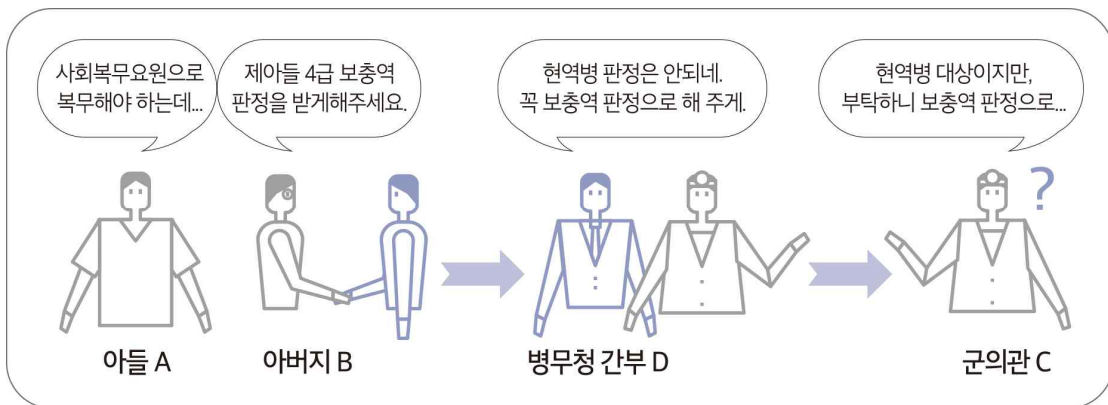 사회복무요원으로
복무해야 하는데...
제아들 4급 보충역
판정을 받게해주세요.
현역병 판정은 안되네.
꼭 보충역 판정으로 해 주게.
현역병 대상이지만,
부탁하니 보충역 판정으로...
?
아들 A
아버지 B
병무청 간부 D
군의관 C